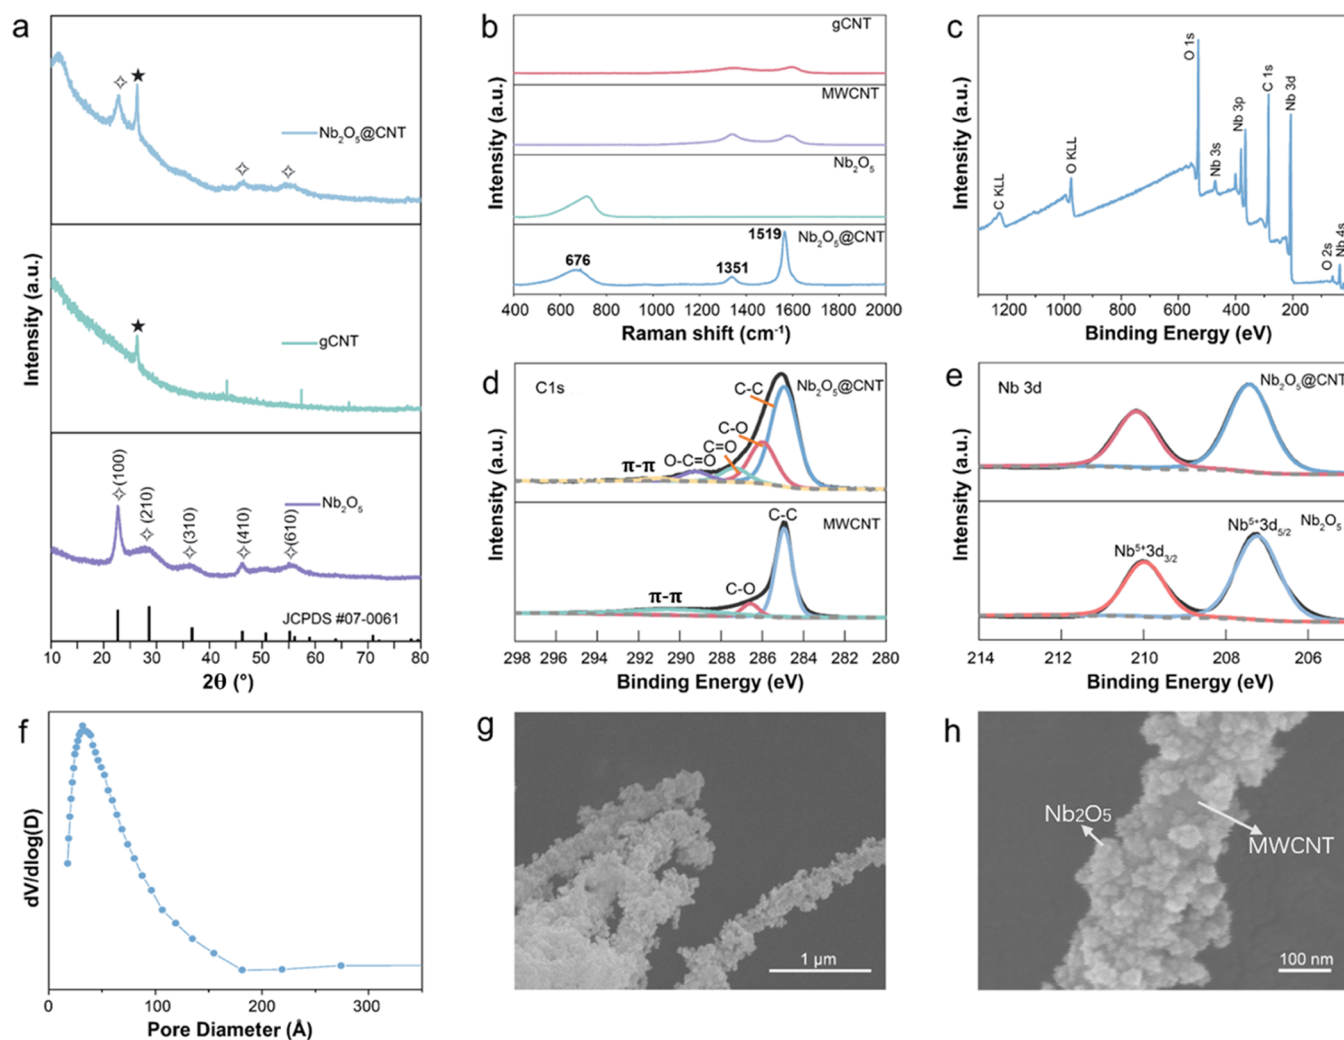 a
Intensity (a.u.)
Nb₂O₅@CNT
gCNT
Nb₂O₅
(100)
(210)
(310)
(410)
(610)
JCPDS #07-0061
10 20 30 40 50 60 70 80
2θ (°)
b
Intensity (a.u.)
gCNT
MWCNT
Nb₂O₅
Nb₂O₅@CNT
676
1351
1519
400 600 800 1000 1200 1400 1600 1800 2000
Raman shift (cm⁻¹)
c
Intensity (a.u.)
C KLL
O KLL
O 1s
Nb 3s
Nb 3p
C 1s
Nb 3d
O 2s
Nb 4s
1200 1000 800 600 400 200
Binding Energy (eV)
d
Intensity (a.u.)
C1s
Nb₂O₅@CNT
C-C
C-O
C=O
O-C=O
π-π
MWCNT
C-C
C-O
π-π
298 296 294 292 290 288 286 284 282 280
Binding Energy (eV)
e
Intensity (a.u.)
Nb 3d
Nb₂O₅@CNT
Nb₂O₅
Nb⁵⁺3d₅/₂
Nb⁵⁺3d₃/₂
214 212 210 208 206
Binding Energy (eV)
f
dV/dlog(D)
0 100 200 300
Pore Diameter (Å)
g
1 μm
h
Nb₂O₅
MWCNT
100 nm